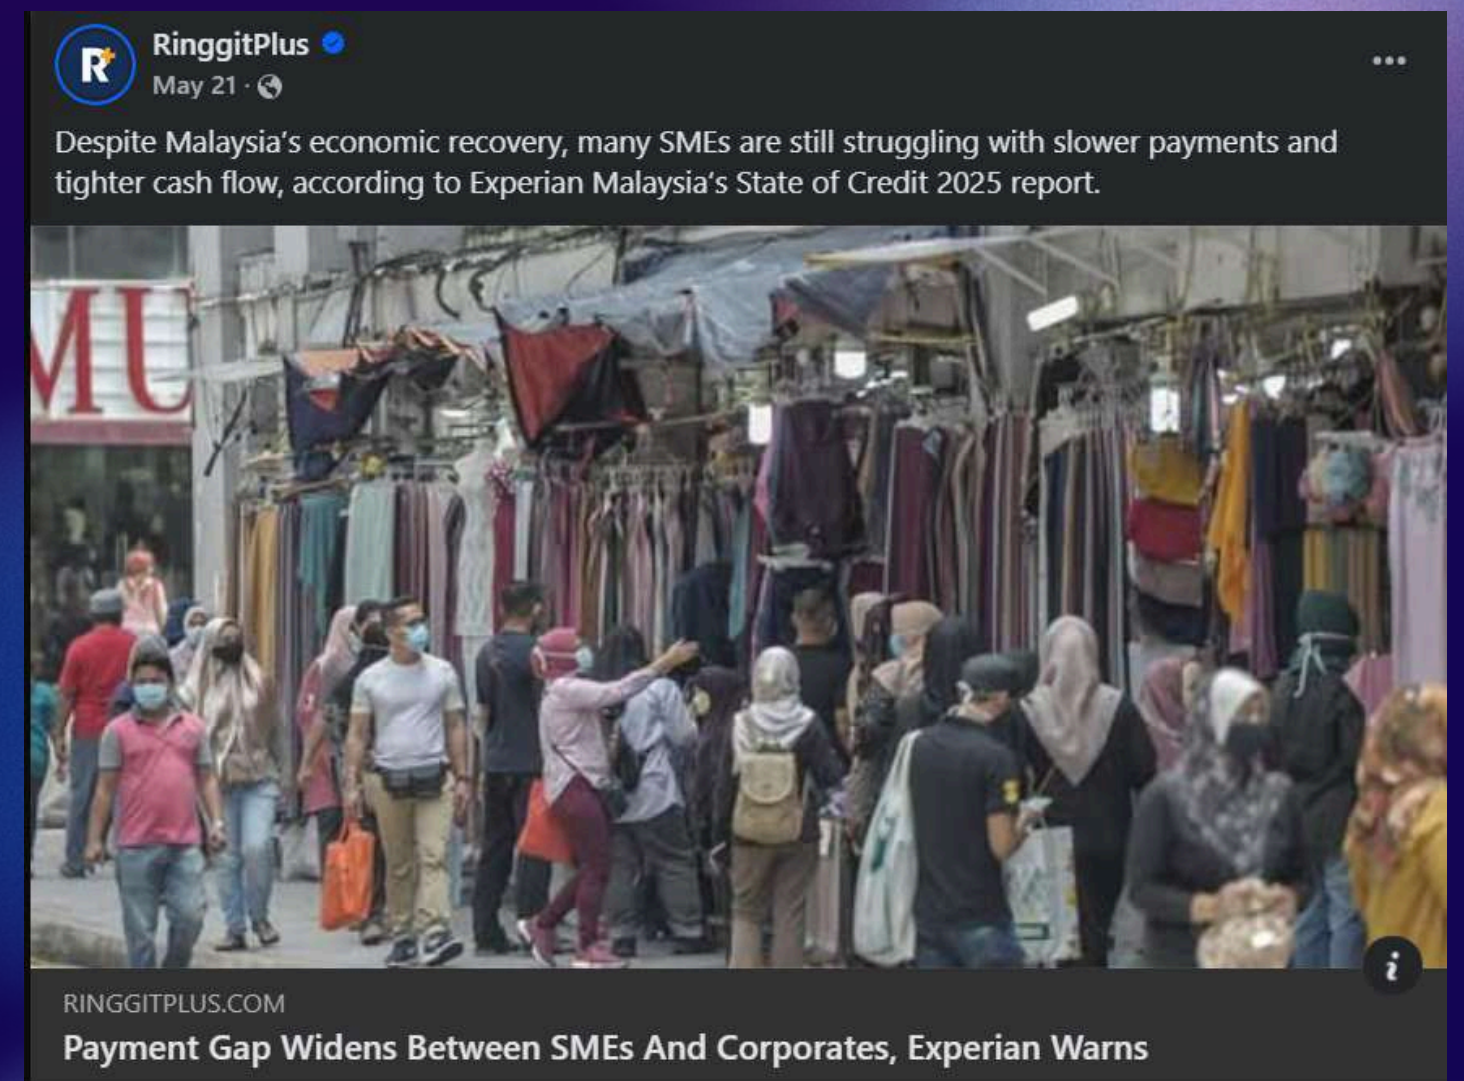 RinggitPlus
May 21
Despite Malaysia's economic recovery, many SMEs are still struggling with slower payments and
tighter cash flow, according to Experian Malaysia's State of Credit 2025 report.
MU
RINGGITPLUS.COM
Payment Gap Widens Between SMEs And Corporates, Experian Warns